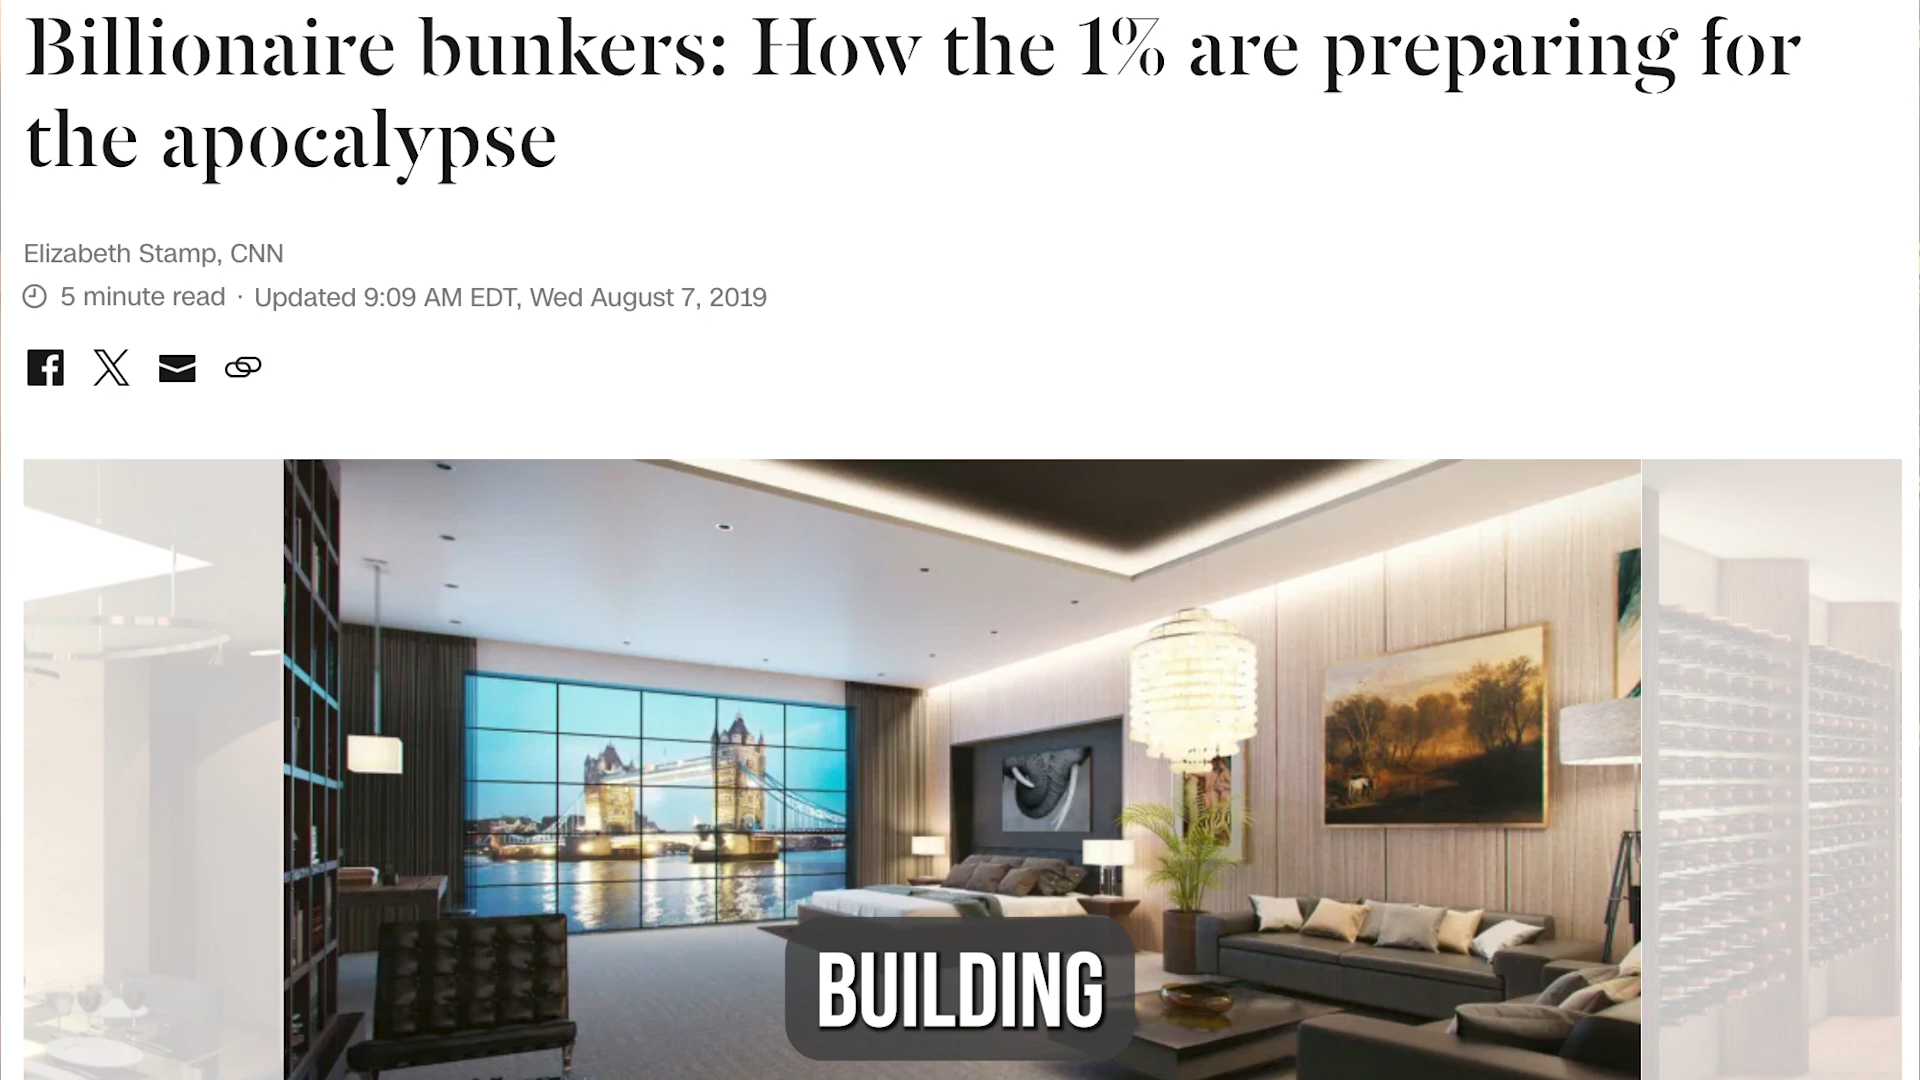 Billionaire bunkers: How the 1% are preparing for
the apocalypse
Elizabeth Stamp, CNN
5 minute read · Updated 9:09 AM EDT, Wed August 7, 2019
BUILDING